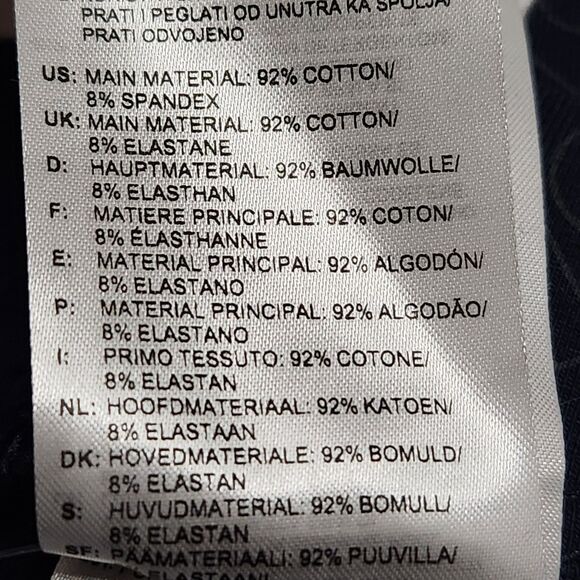 PRATI I PEGLATI OD UNUTRA KA SPOLJA/
PRATI ODVOJENO
US: MAIN MATERIAL: 92% COTTON/
8% SPANDEX
UK: MAIN MATERIAL: 92% COTTON/
8% ELASTANE
D: HAUPTMATERIAL: 92% BAUMWOLLE/
8% ELASTHAN
F: MATIERE PRINCIPALE: 92% COTON/
8% ÉLASTHANNE
E: MATERIAL PRINCIPAL: 92% ALGODÓN/
8% ELASTANO
P: MATERIAL PRINCIPAL: 92% ALGODÃO/
8% ELASTANO
I: PRIMO TESSUTO: 92% COTONE/
8% ELASTAN
NL: HOOFDMATERIAAL: 92% KATOEN/
8% ELASTAAN
DK: HOVEDMATERIALE: 92% BOMULD/
8% ELASTAN
S: HUVUDMATERIAL: 92% BOMULL/
8% ELASTAN
SF: PÄÄMATERIAALI: 92% PUUVILLA/